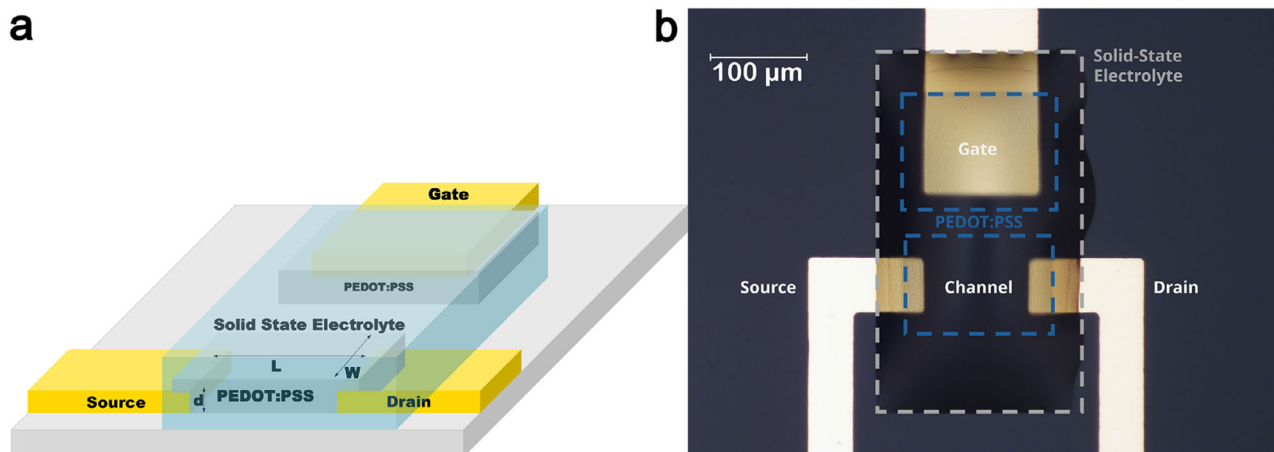 a
Gate
PEDOT:PSS
Solid State Electrolyte
L
W
d
PEDOT:PSS
Source
Drain
b
100 µm
Solid-State
Electrolyte
Gate
PEDOT:PSS
Source
Channel
Drain